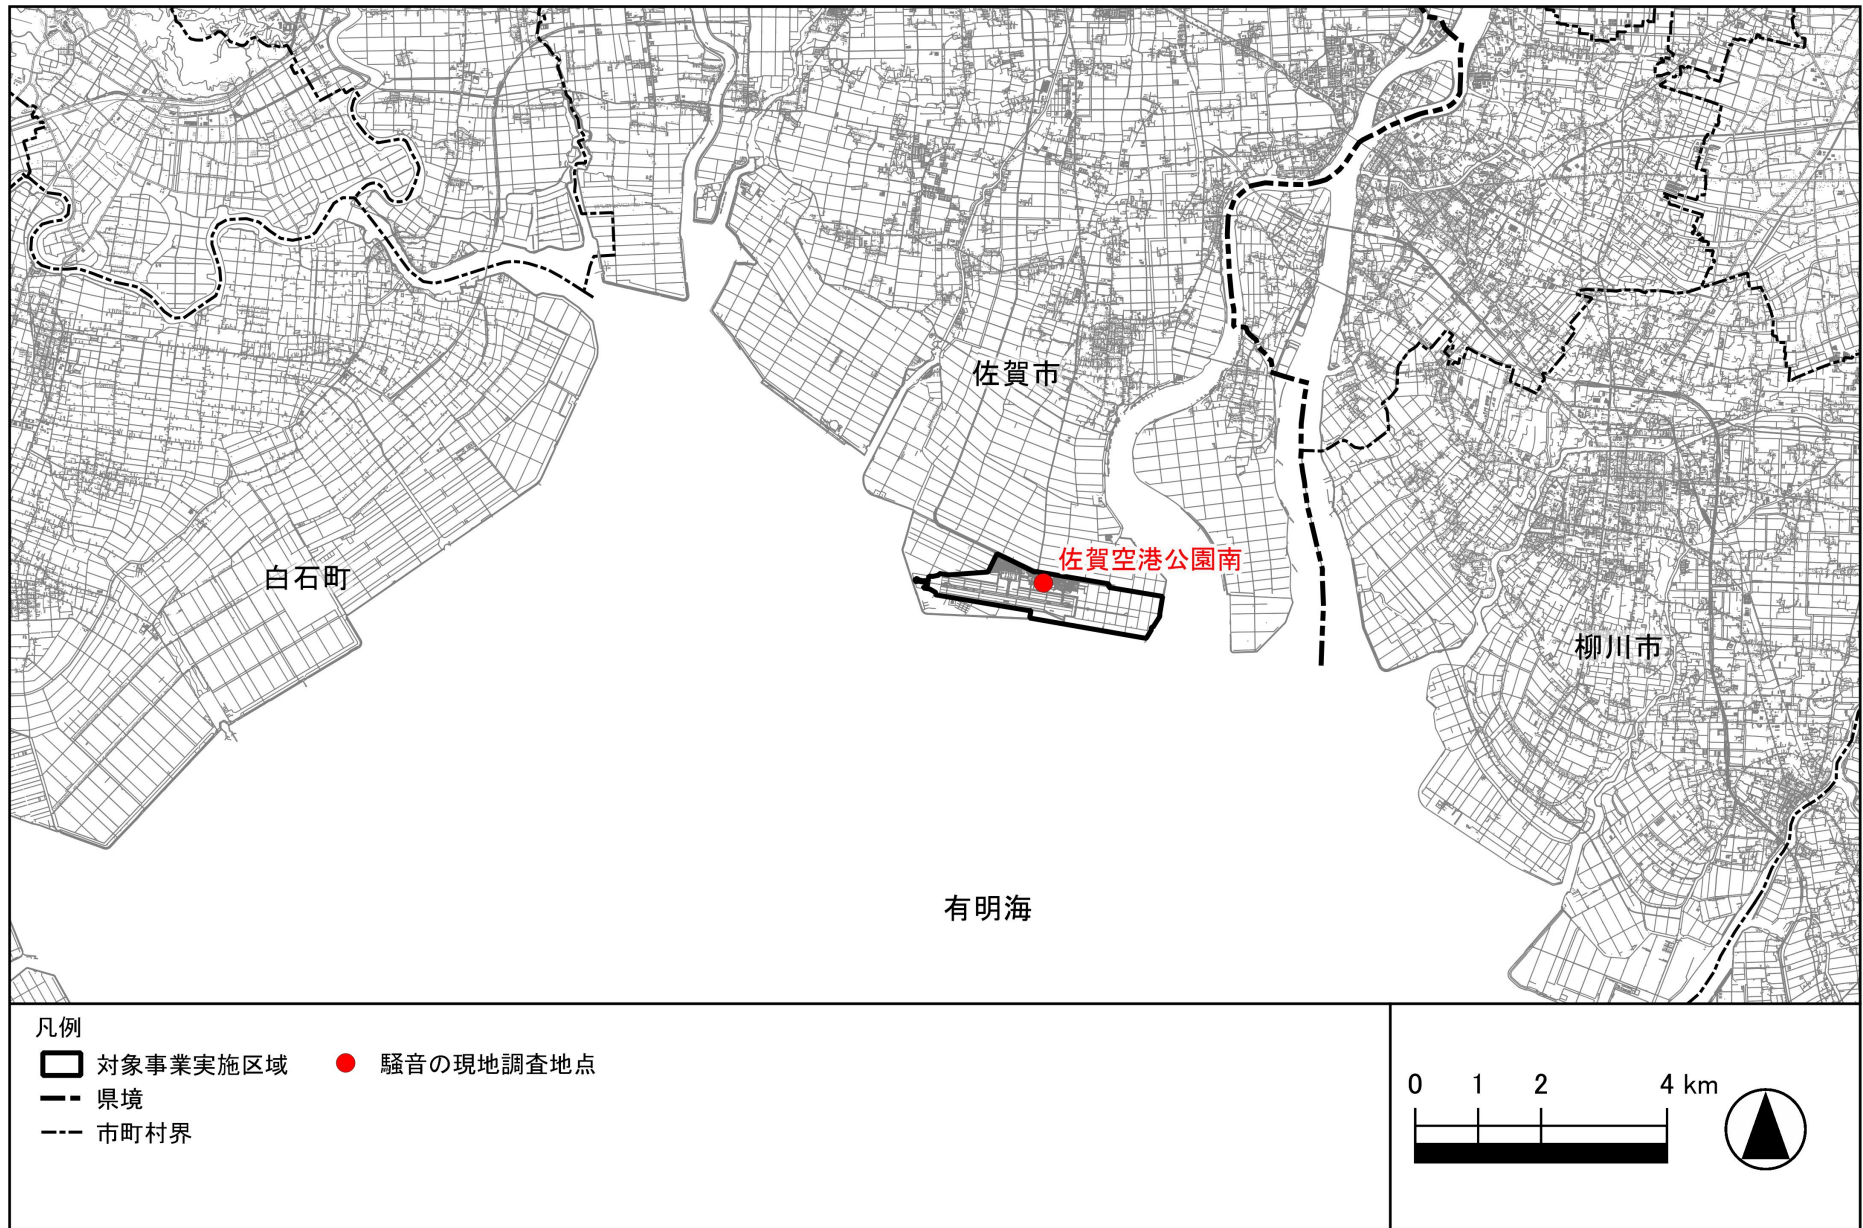 佐賀市
佐賀空港公園南
白石町
柳川市
有明海
凡例
対象事業実施区域
騒音の現地調査地点
県境
市町村界
0 1 2 4 km